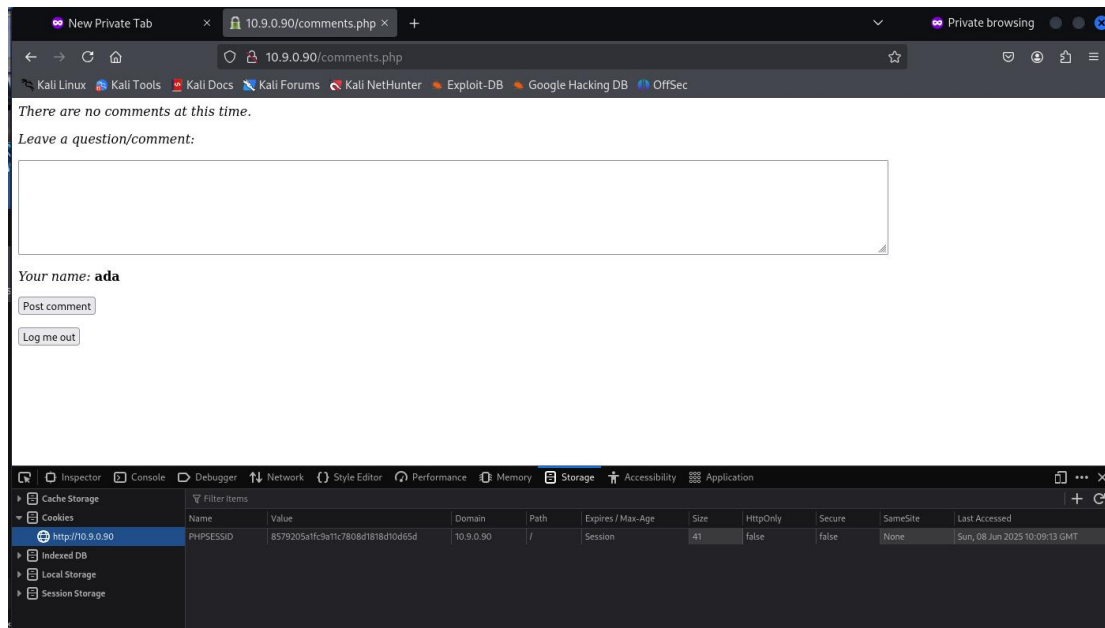 New Private Tab × 10.9.0.90/comments.php × + Private browsing
10.9.0.90/comments.php
Kali Linux Kali Tools Kali Docs Kali Forums Kali NetHunter Exploit-DB Google Hacking DB OffSec
There are no comments at this time.
Leave a question/comment:
Your name: ada
Post comment
Log me out
Inspector Console Debugger Network Style Editor Performance Memory Storage Accessibility Application
Cache Storage Filter Items
Cookies Name Value Domain Path Expires / Max-Age Size HttpOnly Secure SameSite Last Accessed
http://10.9.0.90 PHPSESSID 8579205a1fc9a11c7808d1818d10d65d 10.9.0.90 / Session 41 false false None Sun, 08 Jun 2025 10:09:13 GMT
Indexed DB
Local Storage
Session Storage